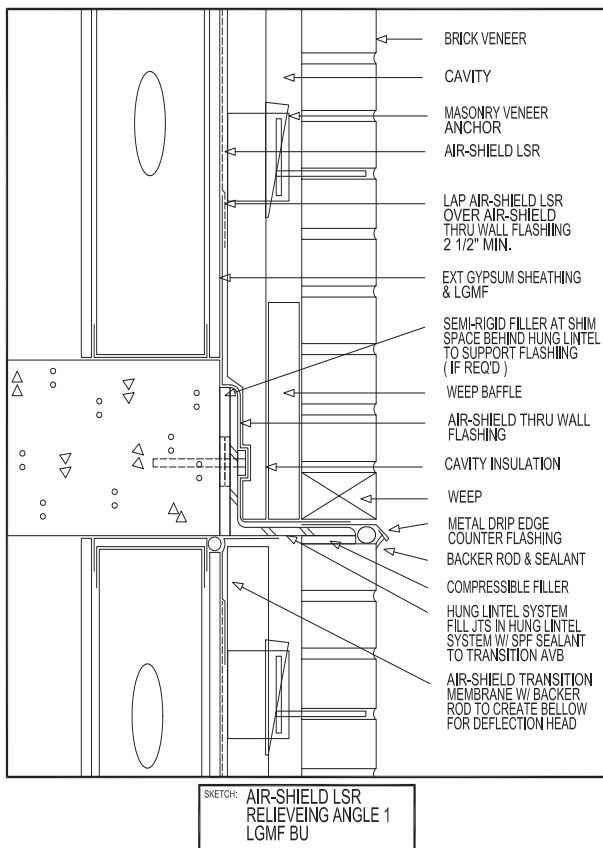 BRICK VENEER
CAVITY
MASONRY VENEER
ANCHOR
AIR-SHIELD LSR
LAP AIR-SHIELD LSR
OVER AIR-SHIELD
THRU WALL FLASHING
2 1/2" MIN.
EXT GYPSUM SHEATHING
& LGMF
SEMI-RIGID FILLER AT SHIM
SPACE BEHIND HUNG LINTEL
TO SUPPORT FLASHING
( IF REQ'D )
WEEP BAFFLE
AIR-SHIELD THRU WALL
FLASHING
CAVITY INSULATION
WEEP
METAL DRIP EDGE
COUNTER FLASHING
BACKER ROD & SEALANT
COMPRESSIBLE FILLER
HUNG LINTEL SYSTEM
FILL JTS IN HUNG LINTEL
SYSTEM W/ SPF SEALANT
TO TRANSITION AVB
AIR-SHIELD TRANSITION
MEMBRANE W/ BACKER
ROD TO CREATE BELLOW
FOR DEFLECTION HEAD
SKETCH: AIR-SHIELD LSR
RELIEVEING ANGLE 1
LGMF BU